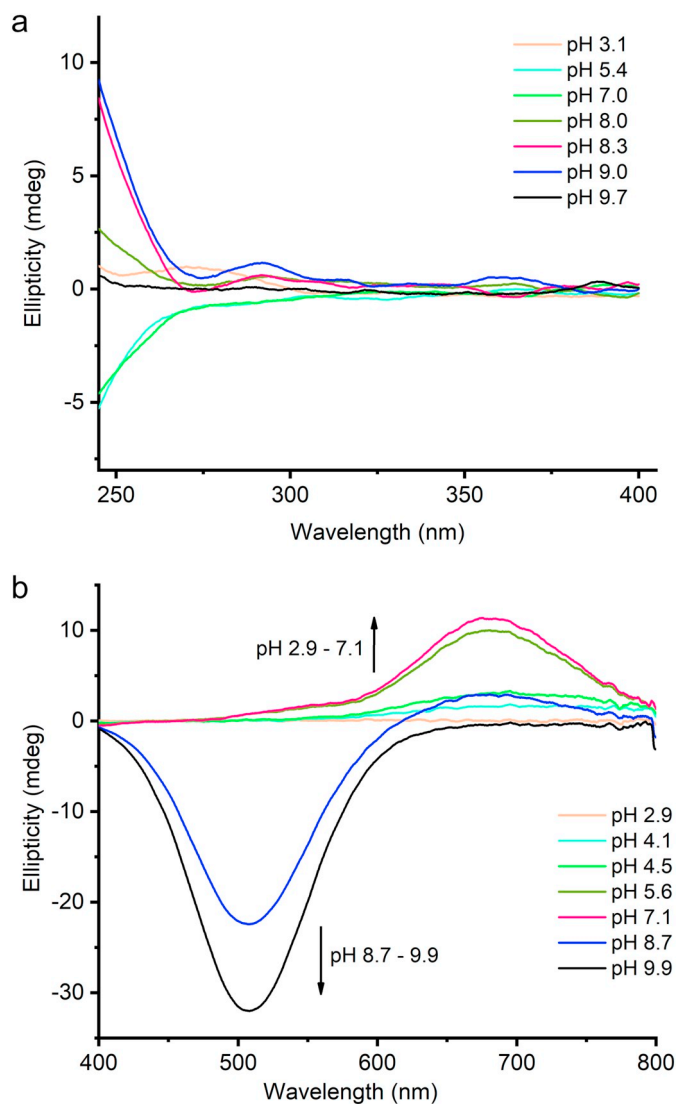 a
10
5
0
-5
Ellipticity (mdeg)
250
300
350
400
Wavelength (nm)
pH 3.1
pH 5.4
pH 7.0
pH 8.0
pH 8.3
pH 9.0
pH 9.7
b
10
0
-10
-20
-30
Ellipticity (mdeg)
pH 2.9 - 7.1
pH 8.7 - 9.9
pH 2.9
pH 4.1
pH 4.5
pH 5.6
pH 7.1
pH 8.7
pH 9.9
400
500
600
700
800
Wavelength (nm)